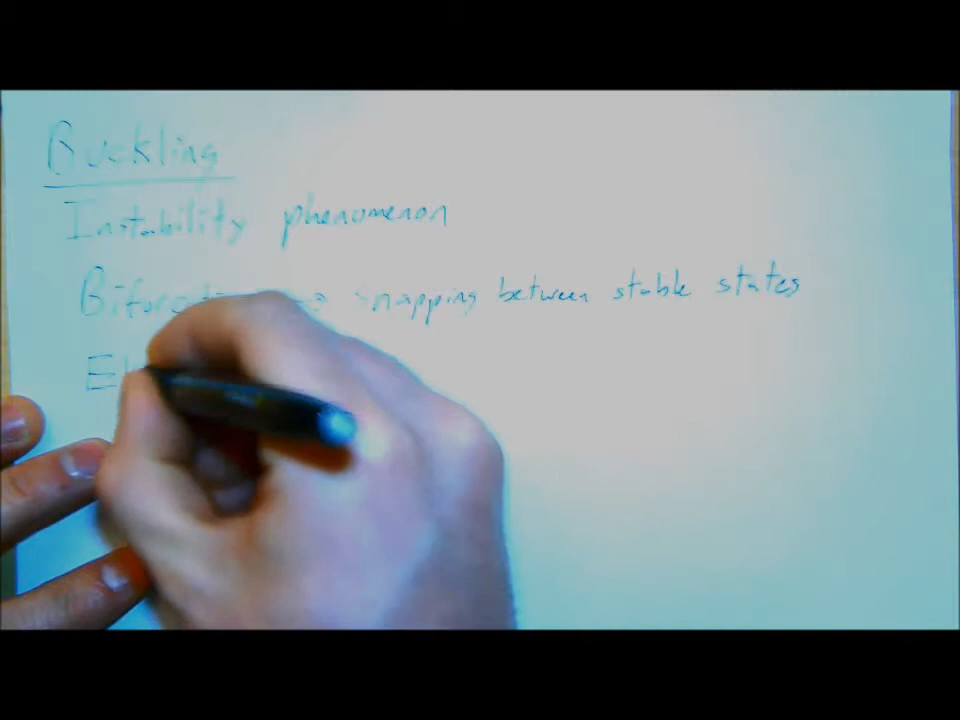 Buckling
Instability phenomenon
snapping between stable states